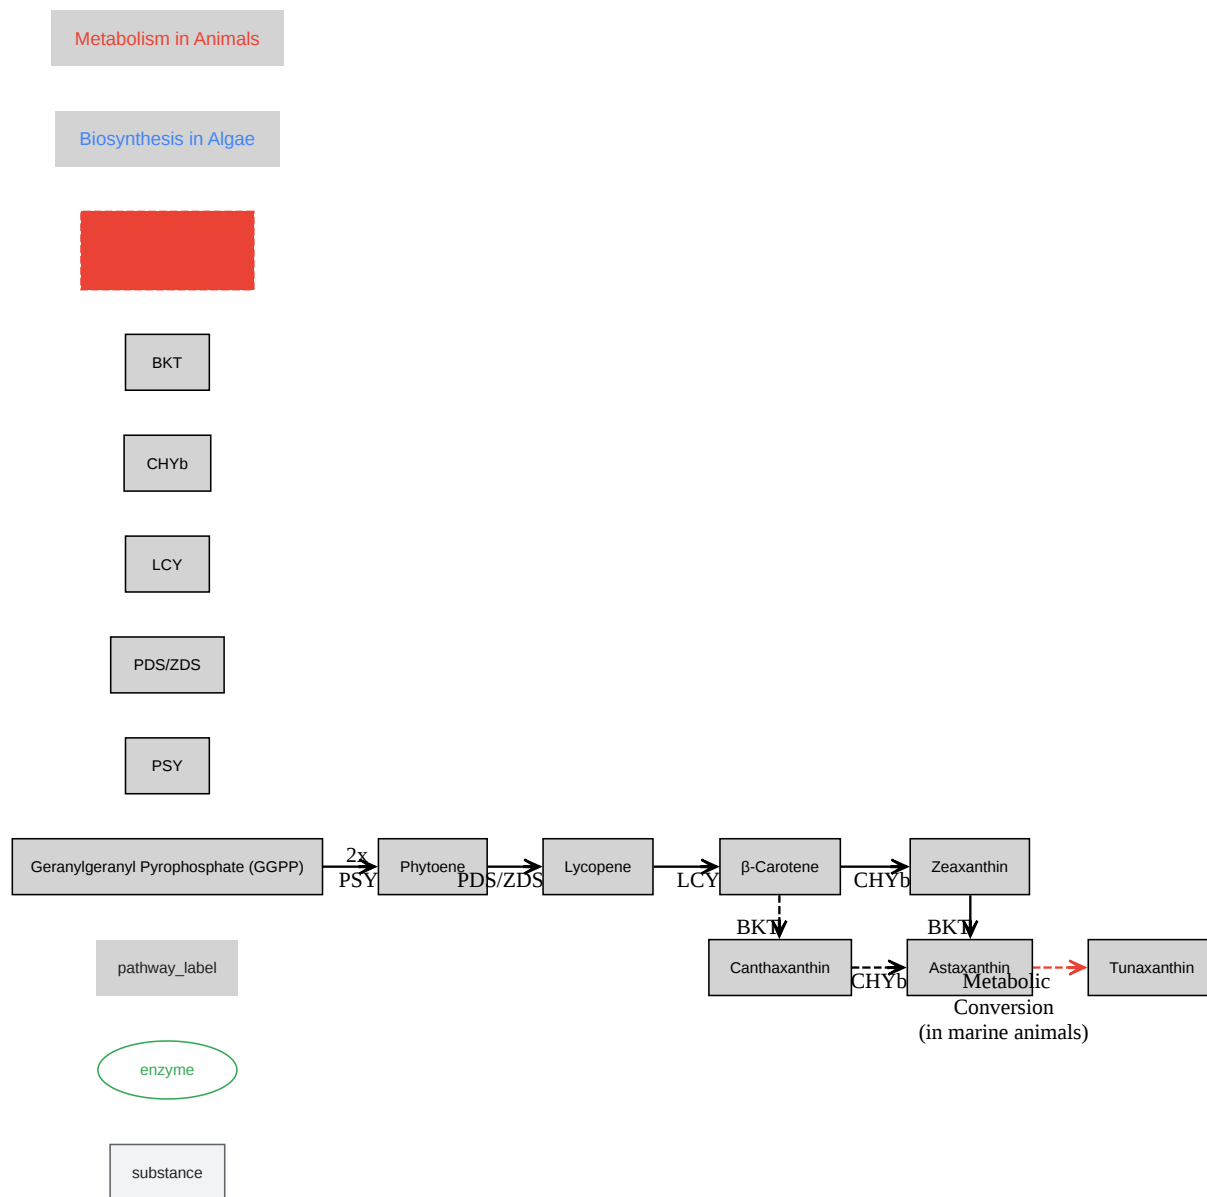 Metabolism in Animals
Biosynthesis in Algae
BKT
CHYb
LCY
PDS/ZDS
PSY
Geranylgeranyl Pyrophosphate (GGPP)
2x
PSY
Phytoene
PDS/ZDS
Lycopene
LCY
β-Carotene
CHYb
Zeaxanthin
BKT
BKT
Canthaxanthin
CHYb
Astaxanthin
Metabolic
Conversion
(in marine animals)
Tunaxanthin
pathway_label
enzyme
substance